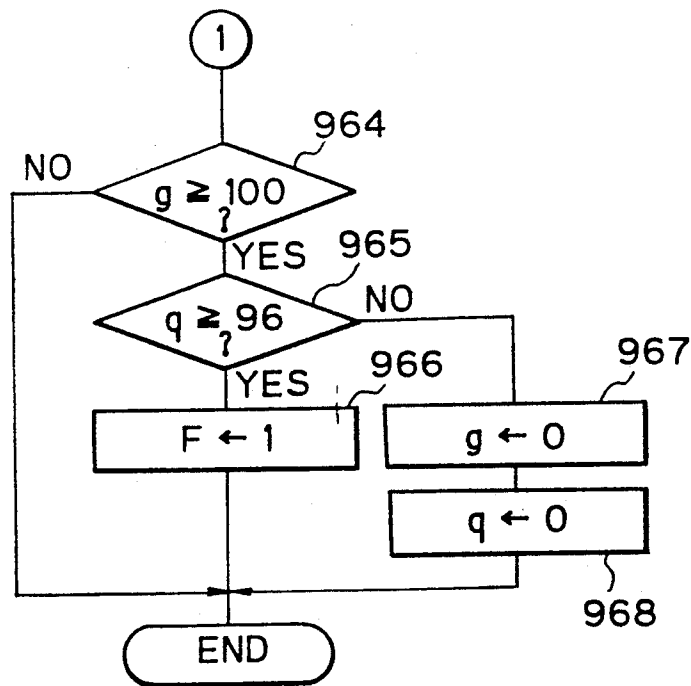 1
964
NO
g ≧ 100
?
YES
965
q ≧ 96
?
NO
YES
966
967
F ← 1
g ← 0
q ← 0
968
END